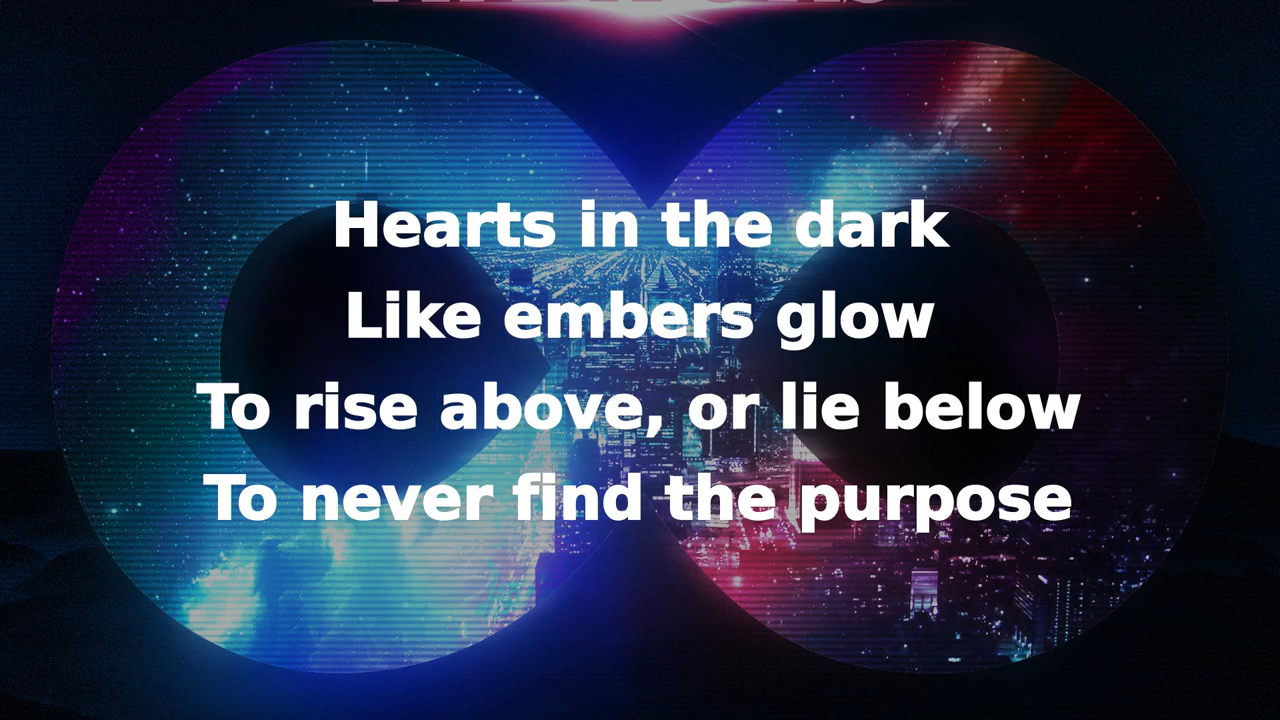 Hearts in the dark
Like embers glow
To rise above, or lie below
To never find the purpose